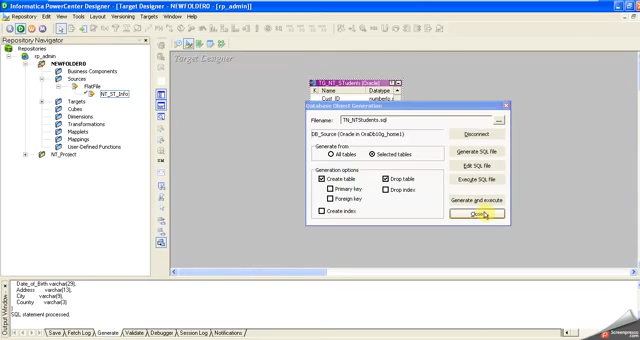 Informatica PowerCenter Designer - [Target Designer - NEWFOLDER0] - [rp_admin]
Repository Edit View Tools Layout Versioning Targets Window Help
Repository Navigator
Repositories
rp_admin
NEWFOLDER0
Business Components
Sources
FlatFile
NT_ST_Info
Targets
Cubes
Dimensions
Transformations
Mapplets
Mappings
User-Defined Functions
NT_Project
Target Designer
TG_NT_STudents (Oracle)
K. Name Datatype
Cust_ID
Database Object Generation
Filename: TN_NTStudents.sql ...
DB_Source (Oracle in OraDb10g_home1) Disconnect
Generate from
All tables Selected tables
Generate SQL file
Edit SQL file
Generation options
Create table Drop table
Execute SQL file
Primary key Drop index
Foreign key
Generate and execute
Create index
Close
Date_of_Birth varchar(29),
Address varchar(13),
City varchar(9),
Country varchar(3)
SQL statement processed.
Output Window
Save Fetch Log Generate Validate Debugger Session Log Notifications